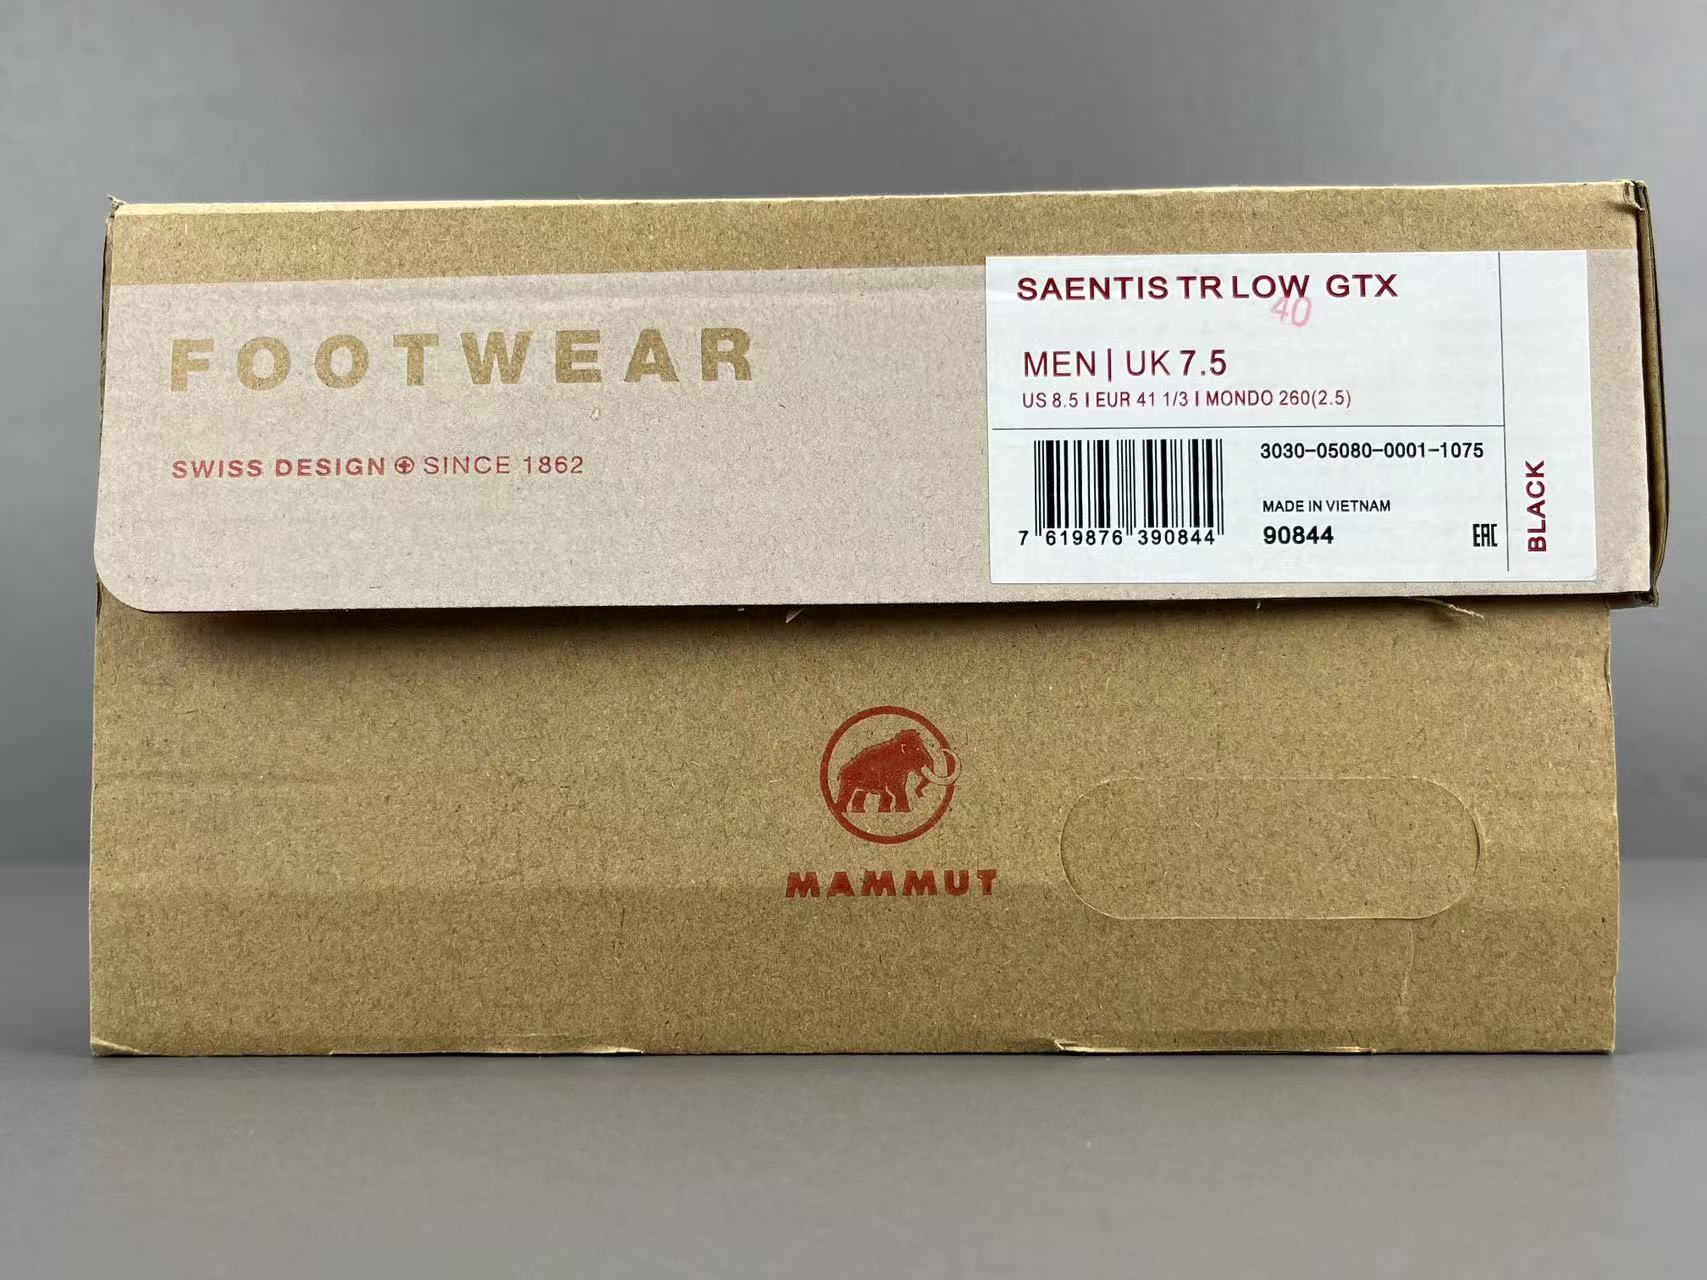 FOOTWEAR
SWISS DESIGN SINCE 1862
SAENTIS TR LOW GTX
40
MEN | UK 7.5
US 8.5 I EUR 41 1/3 I MONDO 260(2.5)
3030-05080-0001-1075
MADE IN VIETNAM
90844
7 619876 390844
EAC
BLACK
MAMMUT